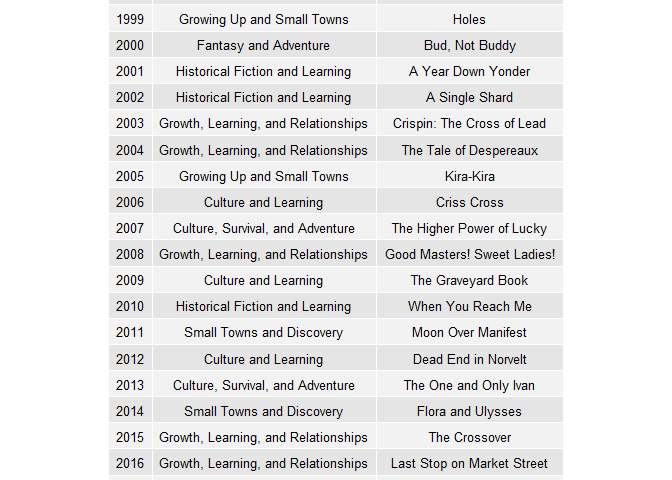 1999 Growing Up and Small Towns Holes
2000 Fantasy and Adventure Bud, Not Buddy
2001 Historical Fiction and Learning A Year Down Yonder
2002 Historical Fiction and Learning A Single Shard
2003 Growth, Learning, and Relationships Crispin: The Cross of Lead
2004 Growth, Learning, and Relationships The Tale of Despereaux
2005 Growing Up and Small Towns Kira-Kira
2006 Culture and Learning Criss Cross
2007 Culture, Survival, and Adventure The Higher Power of Lucky
2008 Growth, Learning, and Relationships Good Masters! Sweet Ladies!
2009 Culture and Learning The Graveyard Book
2010 Historical Fiction and Learning When You Reach Me
2011 Small Towns and Discovery Moon Over Manifest
2012 Culture and Learning Dead End in Norvelt
2013 Culture, Survival, and Adventure The One and Only Ivan
2014 Small Towns and Discovery Flora and Ulysses
2015 Growth, Learning, and Relationships The Crossover
2016 Growth, Learning, and Relationships Last Stop on Market Street